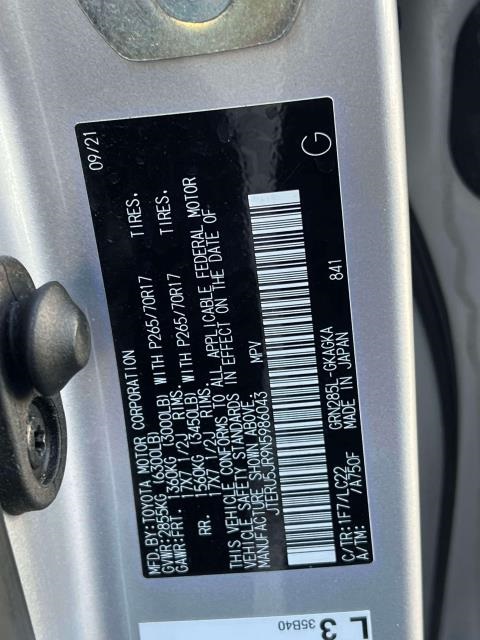 MFD.BY:TOYOTA MOTOR CORPORATION 09/21
GVWR:2855KG (6300LB)
GAWR:FRT. 1360KG (3000LB) WITH P265/70R17 TIRES,
17X7 1/2J RIMS.
RR. 1560KG (3450LB) WITH P265/70R17 TIRES,
17X7 1/2J RIMS.
THIS VEHICLE CONFORMS TO ALL APPLICABLE FEDERAL MOTOR
VEHICLE SAFETY STANDARDS IN EFFECT ON THE DATE OF
MANUFACTURE SHOWN ABOVE.
JTERU5JR9N5986043 MPV
C/TR:1F7/LC22 GRN285L-GKAGKA
A/TM: /A750F MADE IN JAPAN 841
G
L 3
35B40